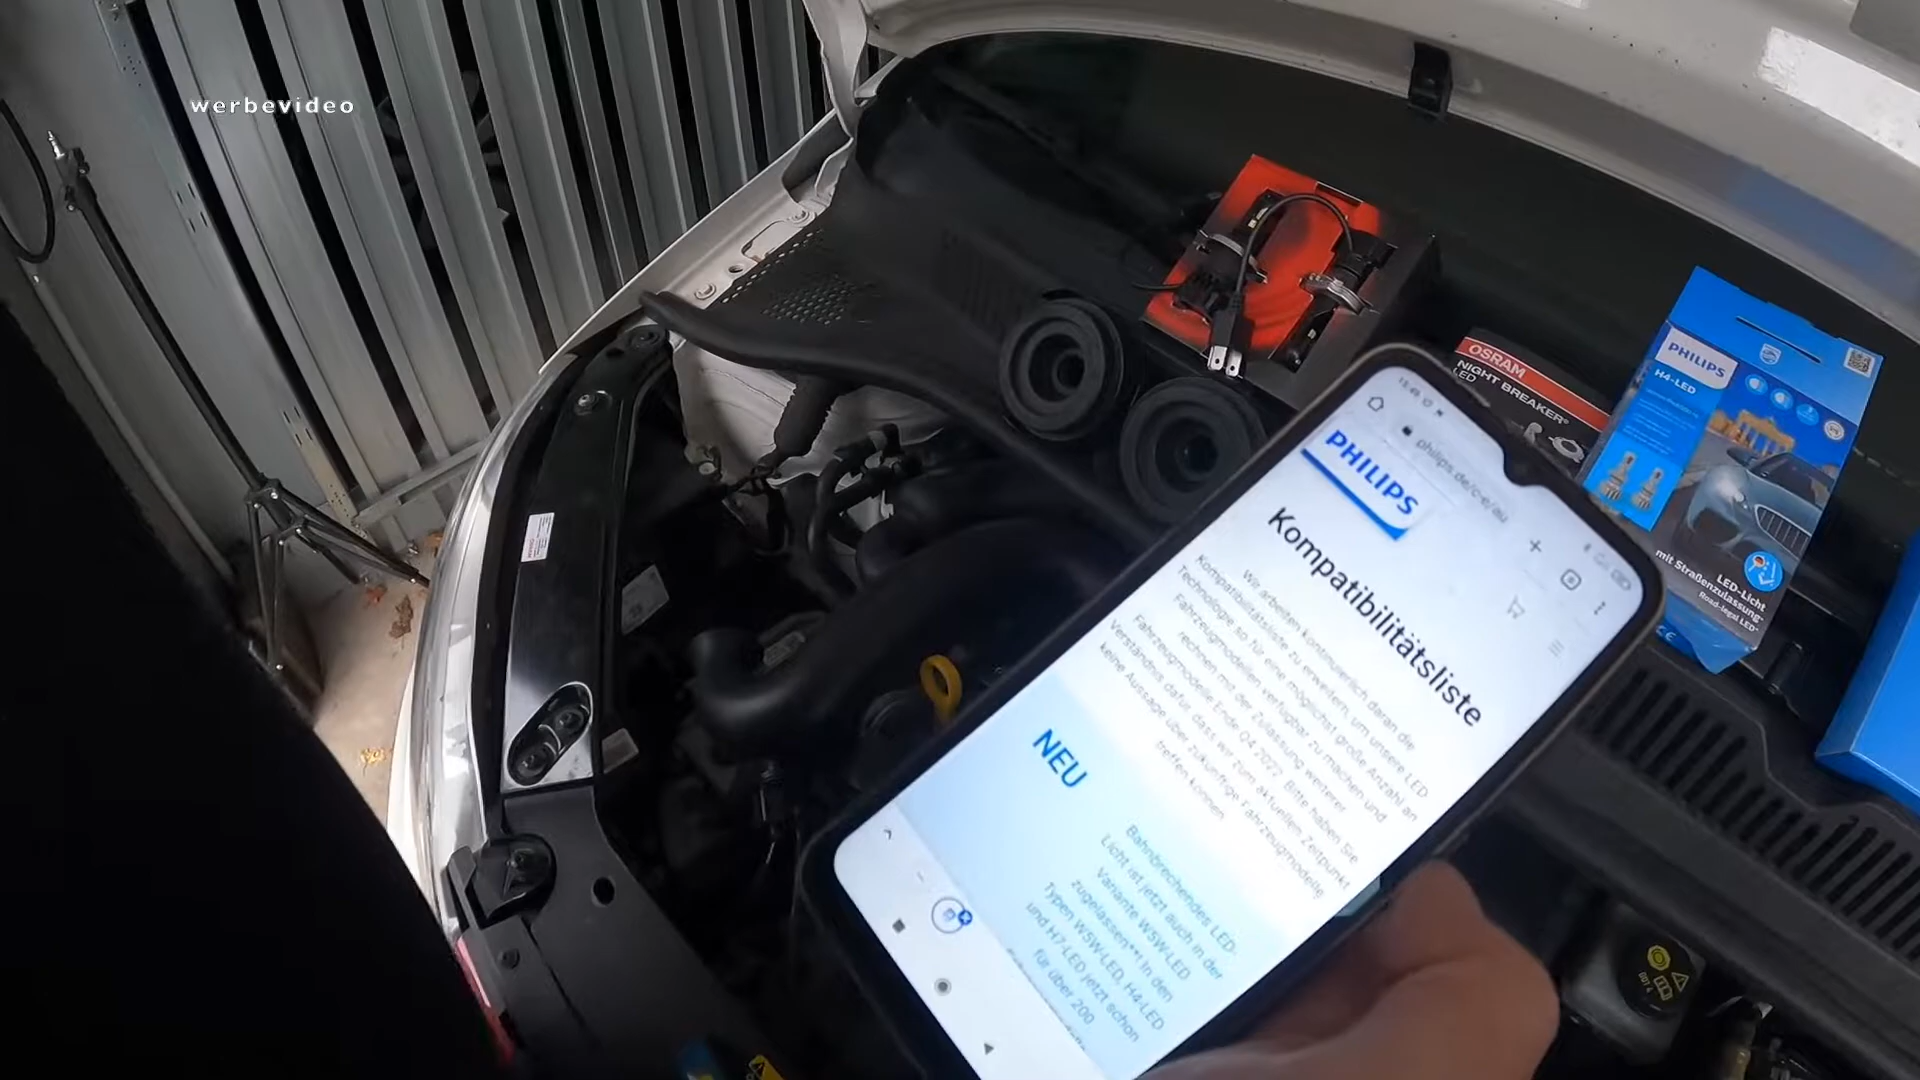 werbevideo
OSRAM
NIGHT BREAKER®
LED
PHILIPS
H4-LED
LED-Licht
mit Straßenzulassung*
Road-legal LED*
philips.de/c-e/au
PHILIPS
Kompatibilitätsliste
Wir arbeiten kontinuierlich daran die
Kompatibilitätsliste zu erweitern, um unsere LED
Technologie so für eine möglichst große Anzahl an
Fahrzeugmodellen verfügbar zu machen und
rechnen mit der Zulassung weiterer
Fahrzeugmodelle Ende Q4 2022. Bitte haben Sie
Verständnis dafür, dass wir zum aktuellen Zeitpunkt
keine Aussage über zukünftige Fahrzeugmodelle
treffen können.
NEU
Bahnbrechendes LED-
Licht ist jetzt auch in der
Variante W5W-LED
zugelassen**! In den
Typen W5W-LED, H4-LED
und H7-LED jetzt schon
für über 200